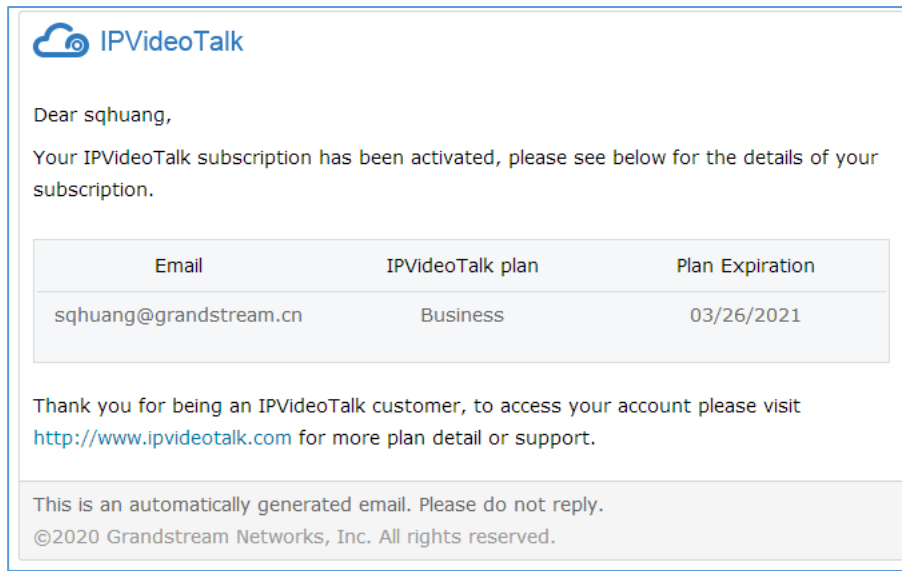 IPVideoTalk
Dear sqhuang,
Your IPVideoTalk subscription has been activated, please see below for the details of your
subscription.
Email IPVideoTalk plan Plan Expiration
sqhuang@grandstream.cn Business 03/26/2021
Thank you for being an IPVideoTalk customer, to access your account please visit
http://www.ipvideotalk.com for more plan detail or support.
This is an automatically generated email. Please do not reply.
©2020 Grandstream Networks, Inc. All rights reserved.